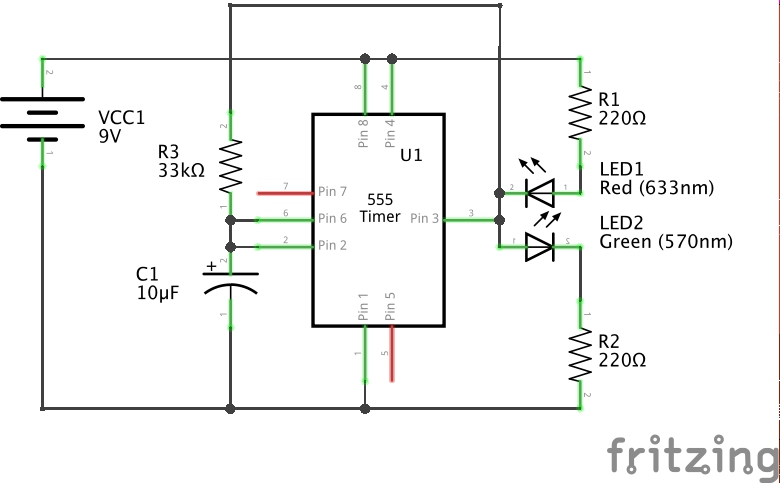 2
VCC1
9V
1
2
R3
33kΩ
1
8
4
Pin 8
Pin 4
U1
555
Timer
7
Pin 7
6
Pin 6
2
Pin 2
Pin 3
3
Pin 1
Pin 5
1
5
C1
10µF
+
2
1
1
R1
220Ω
2
LED1
Red (633nm)
2
1
LED2
Green (570nm)
1
2
1
R2
220Ω
2
fritzing